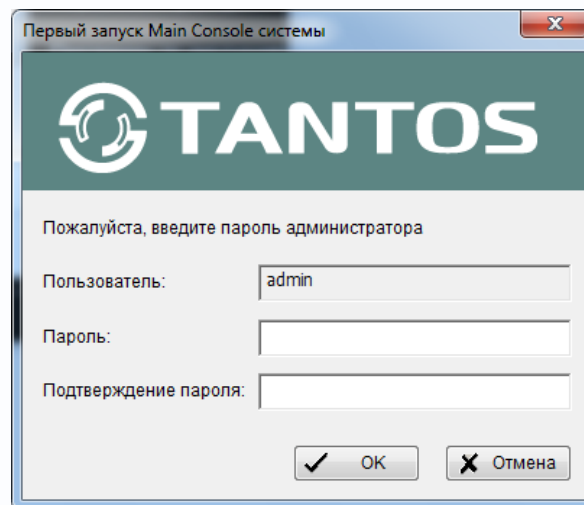 Первый запуск Main Console системы
TANTOS
Пожалуйста, введите пароль администратора
Пользователь:
admin
Пароль:
Подтверждение пароля:
OK
Отмена